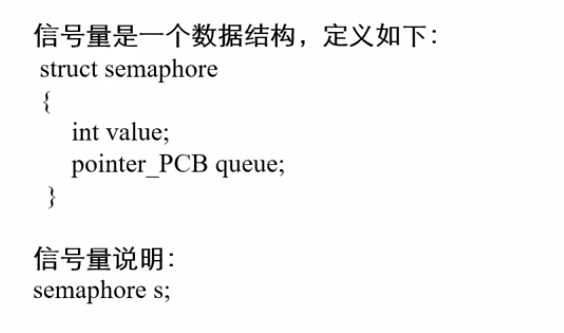 信号量是一个数据结构，定义如下：
struct semaphore
{
int value;
pointer_PCB queue;
}
信号量说明：
semaphore s;